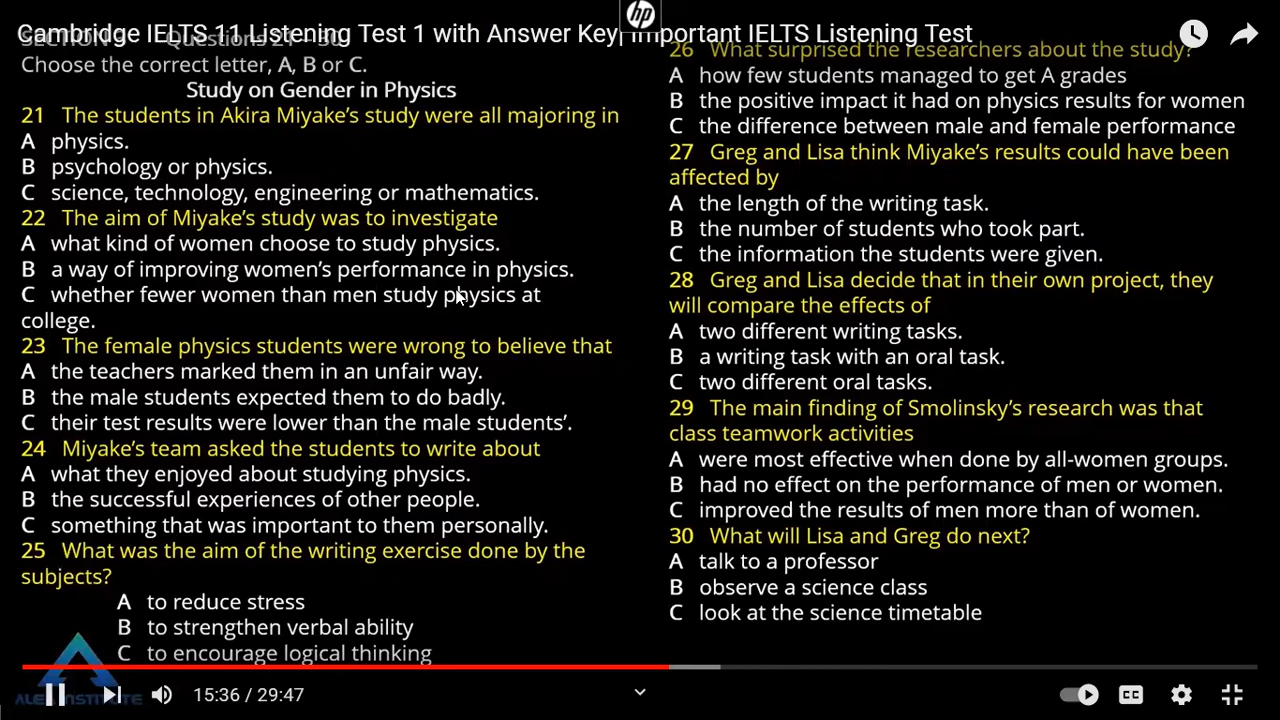 Cambridge IELTS 11 Listening Test 1 with Answer Key| Important IELTS Listening Test
Choose the correct letter, A, B or C.
Study on Gender in Physics
21 The students in Akira Miyake's study were all majoring in
A physics.
B psychology or physics.
C science, technology, engineering or mathematics.
22 The aim of Miyake's study was to investigate
A what kind of women choose to study physics.
B a way of improving women's performance in physics.
C whether fewer women than men study physics at
college.
23 The female physics students were wrong to believe that
A the teachers marked them in an unfair way.
B the male students expected them to do badly.
C their test results were lower than the male students'.
24 Miyake's team asked the students to write about
A what they enjoyed about studying physics.
B the successful experiences of other people.
C something that was important to them personally.
25 What was the aim of the writing exercise done by the
subjects?
A to reduce stress
B to strengthen verbal ability
C to encourage logical thinking
26 What surprised the researchers about the study?
A how few students managed to get A grades
B the positive impact it had on physics results for women
C the difference between male and female performance
27 Greg and Lisa think Miyake's results could have been
affected by
A the length of the writing task.
B the number of students who took part.
C the information the students were given.
28 Greg and Lisa decide that in their own project, they
will compare the effects of
A two different writing tasks.
B a writing task with an oral task.
C two different oral tasks.
29 The main finding of Smolinsky's research was that
class teamwork activities
A were most effective when done by all-women groups.
B had no effect on the performance of men or women.
C improved the results of men more than of women.
30 What will Lisa and Greg do next?
A talk to a professor
B observe a science class
C look at the science timetable
hp
15:36 / 29:47
CC